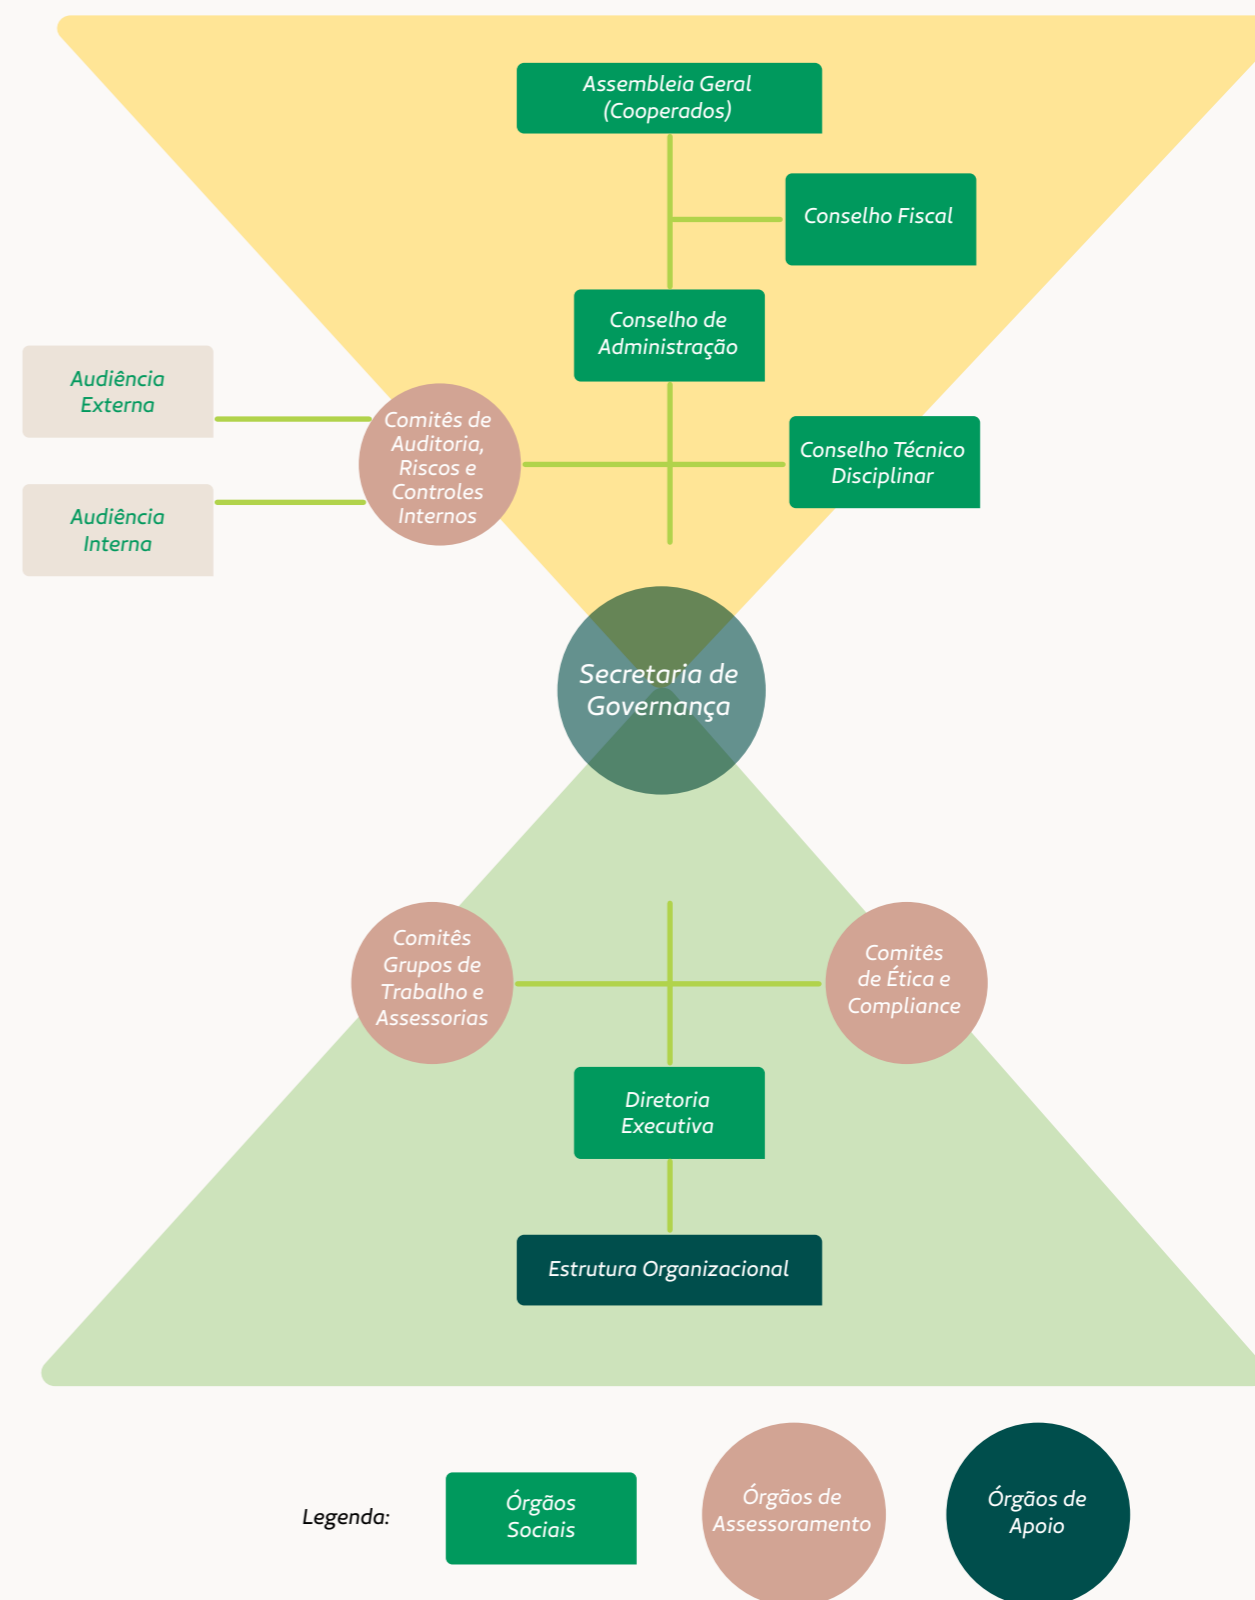 Assembleia Geral
(Cooperados)
Conselho Fiscal
Conselho de
Administração
Audiência
Externa
Comitês de
Auditoria,
Riscos e
Controles
Internos
Conselho Técnico
Disciplinar
Audiência
Interna
Secretaria de
Governança
Comitês
Grupos de
Trabalho e
Assessorias
Comitês
de Ética e
Compliance
Diretoria
Executiva
Estrutura Organizacional
Legenda:
Órgãos
Sociais
Órgãos de
Assessoramento
Órgãos de
Apoio